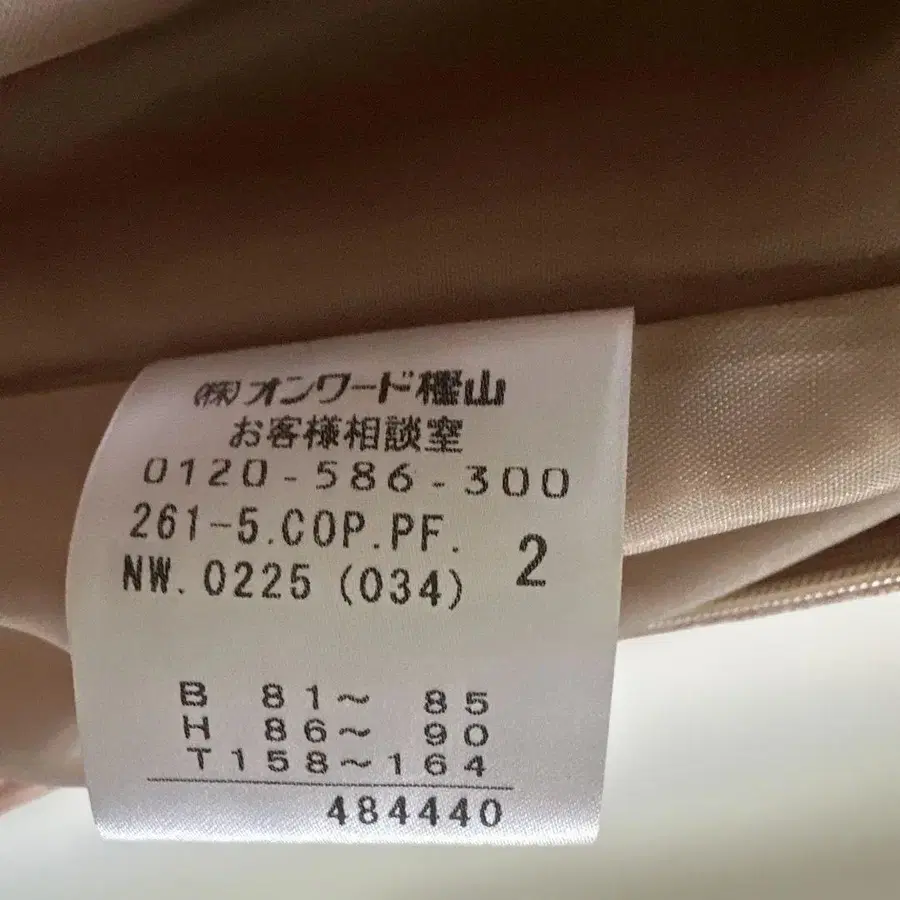 (株)オンワード樫山
お客様相談室
0120-586-300
261-5.COP.PF.
NW.0225(034) 2
B 81~ 85
H 86~ 90
T158~164
484440